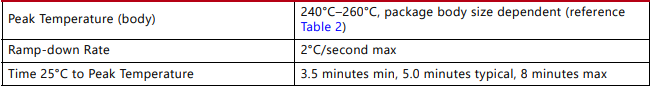 Peak Temperature (body)
240°C–260°C, package body size dependent (reference
Table 2)
Ramp-down Rate
2°C/second max
Time 25°C to Peak Temperature
3.5 minutes min, 5.0 minutes typical, 8 minutes max